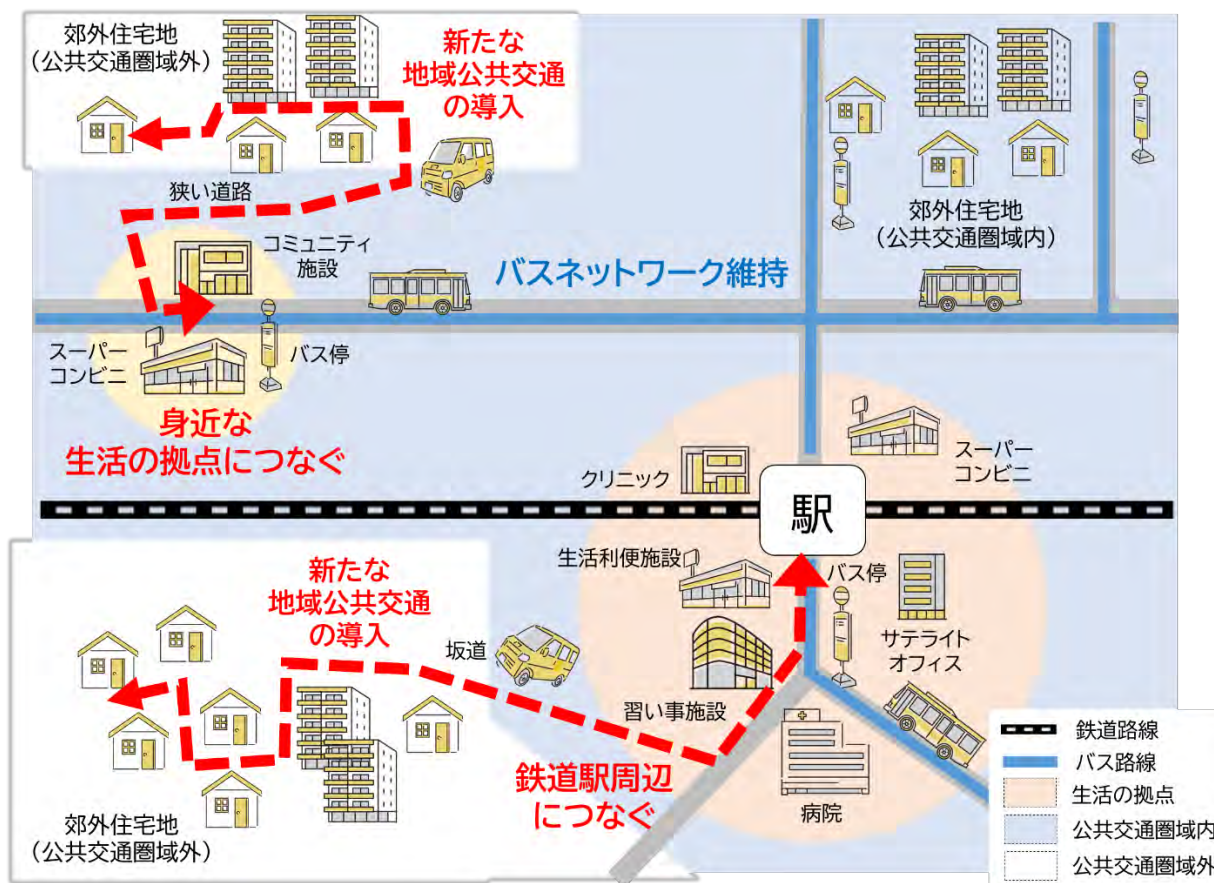 郊外住宅地
（公共交通圏域外）
新たな
地域公共交通
の導入
狭い道路
コミュニティ
施設
バスネットワーク維持
郊外住宅地
（公共交通圏域内）
スーパー
コンビニ
バス停
身近な
生活の拠点につなぐ
クリニック
スーパー
コンビニ
駅
生活利便施設
バス停
サテライト
オフィス
習い事施設
病院
新たな
地域公共交通
の導入
坂道
鉄道駅周辺
につなぐ
郊外住宅地
（公共交通圏域外）
鉄道路線
バス路線
生活の拠点
公共交通圏域内
公共交通圏域外